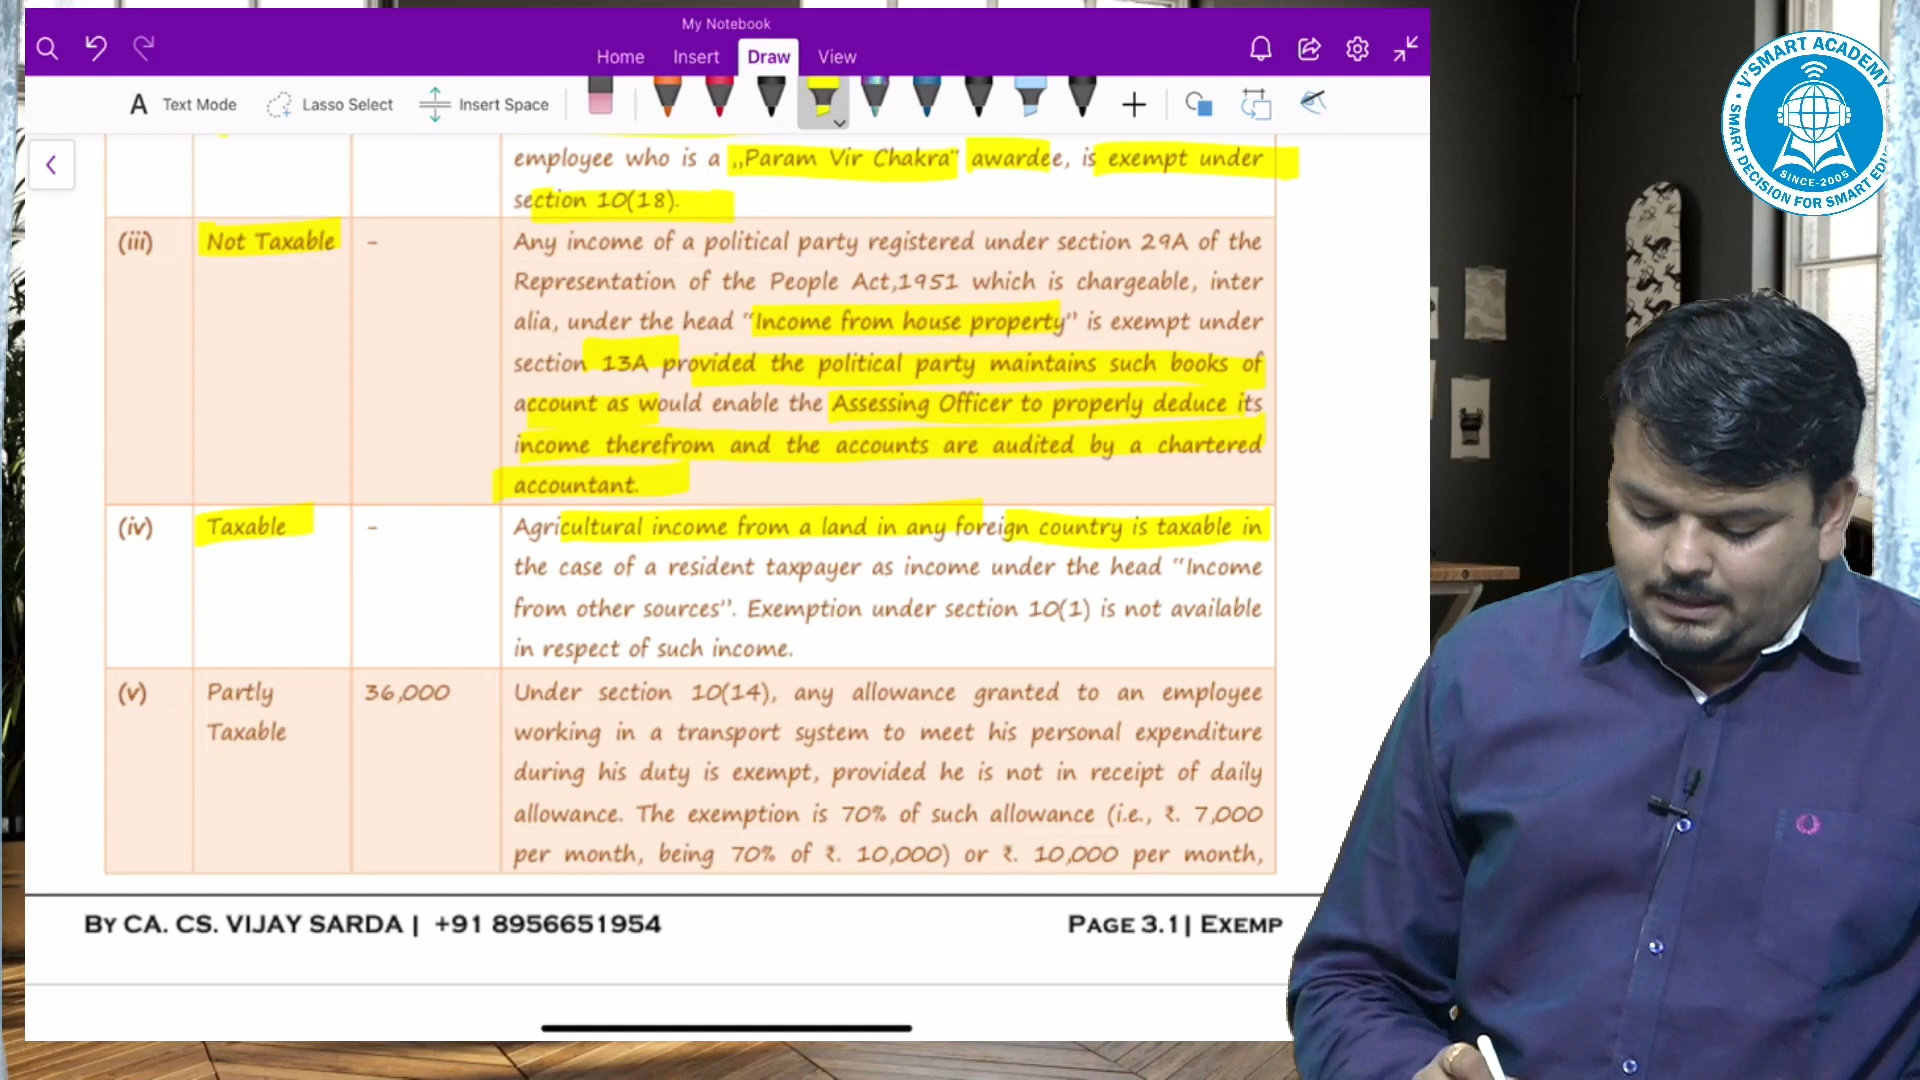 My Notebook
Home Insert Draw View
Text Mode Lasso Select Insert Space
employee who is a „Param Vir Chakra" awardee, is exempt under
section 10(18).
(iii) Not Taxable - Any income of a political party registered under section 29A of the
Representation of the People Act,1951 which is chargeable, inter
alia, under the head “Income from house property” is exempt under
section 13A provided the political party maintains such books of
account as would enable the Assessing Officer to properly deduce its
income therefrom and the accounts are audited by a chartered
accountant.
(iv) Taxable - Agricultural income from a land in any foreign country is taxable in
the case of a resident taxpayer as income under the head “Income
from other sources”. Exemption under section 10(1) is not available
in respect of such income.
(v) Partly 36,000 Under section 10(14), any allowance granted to an employee
Taxable working in a transport system to meet his personal expenditure
during his duty is exempt, provided he is not in receipt of daily
allowance. The exemption is 70% of such allowance (i.e., ₹. 7,000
per month, being 70% of ₹. 10,000) or ₹. 10,000 per month,
BY CA. CS. VIJAY SARDA | +91 8956651954
PAGE 3.1| EXEMP
V'SMART ACADEMY
SINCE-2005
SMART DECISION FOR SMART EDU